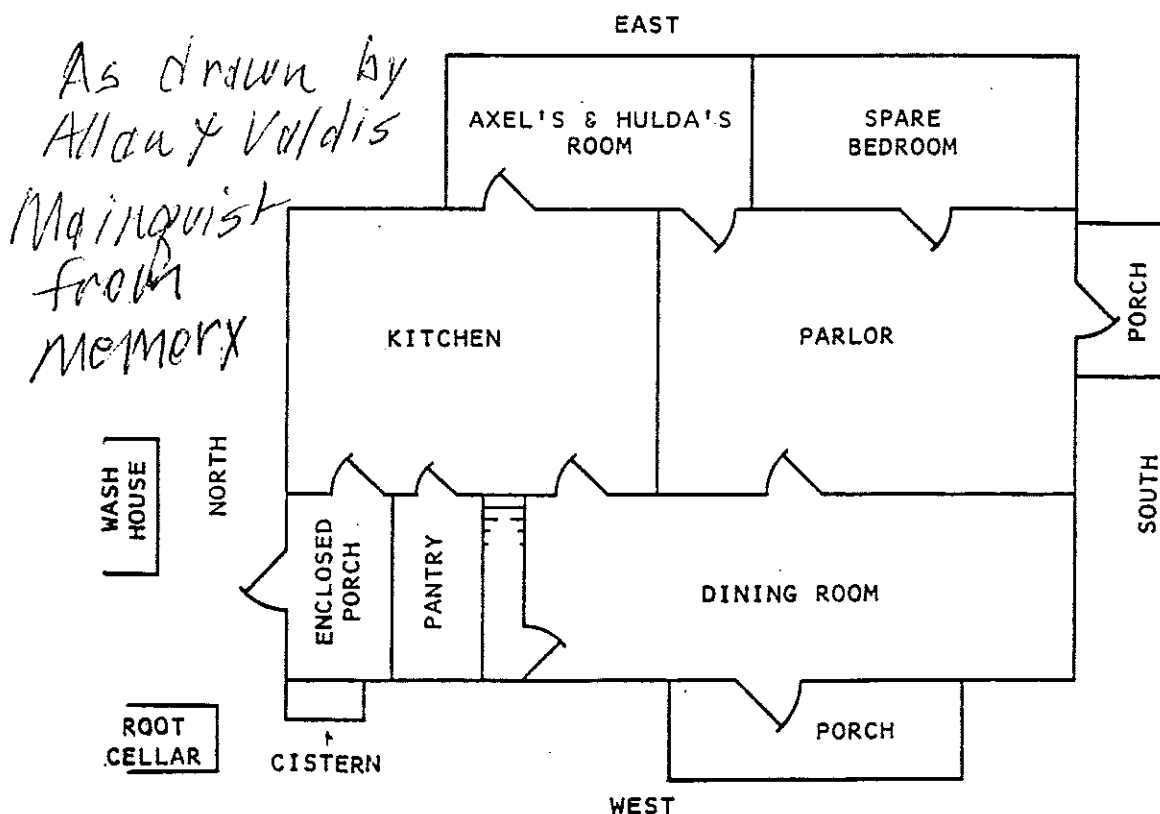 EAST
As drawn by
Allan & Valdis
Mainquist
from
Memory
AXEL'S & HULDA'S
ROOM
SPARE
BEDROOM
KITCHEN
PARLOR
PORCH
NORTH
SOUTH
WASH
HOUSE
ENCLOSED
PORCH
PANTRY
DINING ROOM
ROOT
CELLAR
CISTERN
PORCH
WEST